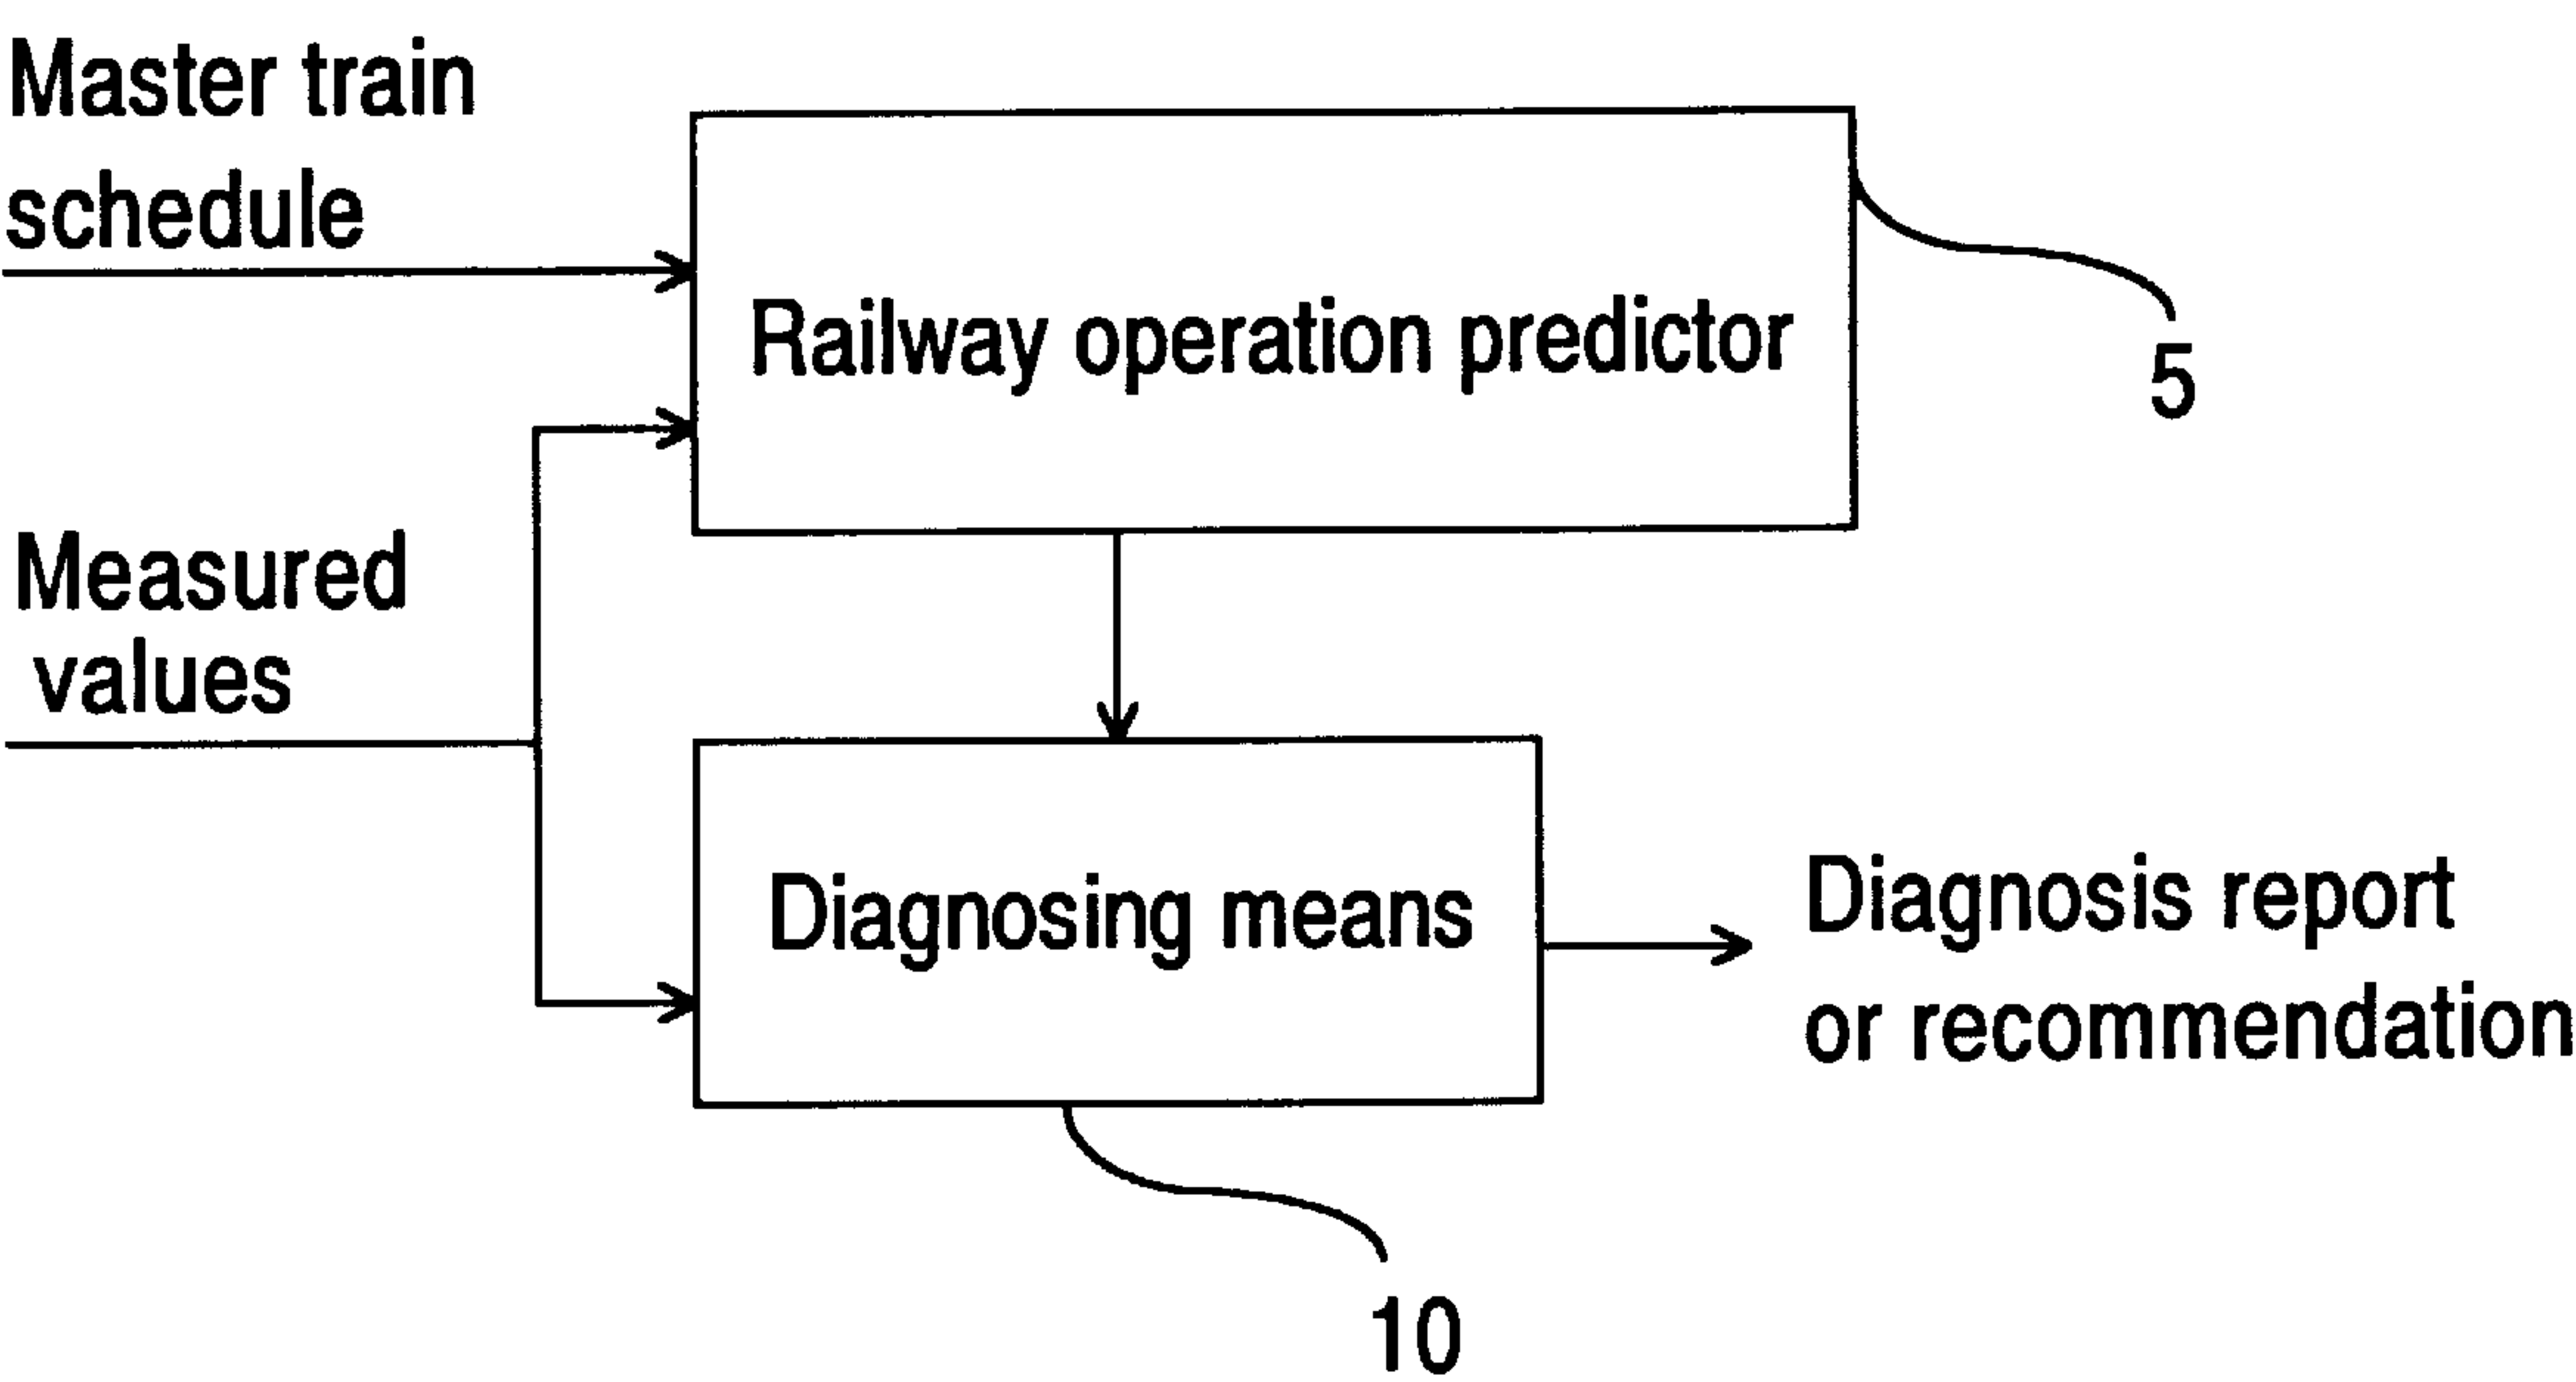 Master train
schedule
Railway operation predictor
5
Measured
values
Diagnosing means
Diagnosis report
or recommendation
10